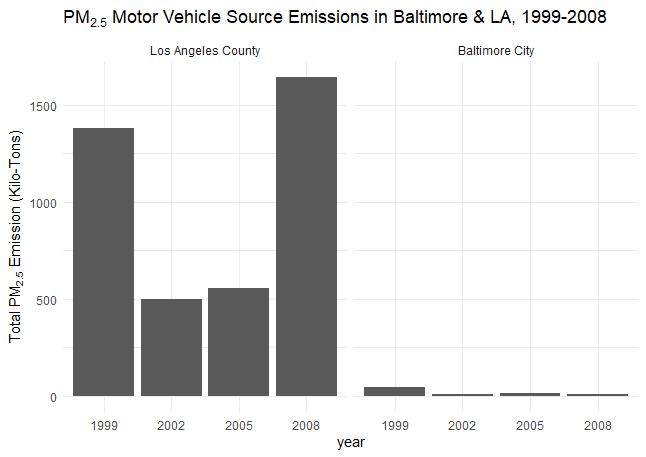 PM2.5 Motor Vehicle Source Emissions in Baltimore & LA, 1999-2008
Los Angeles County
Baltimore City
Total PM2.5 Emission (Kilo-Tons)
1500
1000
500
0
1999 2002 2005 2008
1999 2002 2005 2008
year